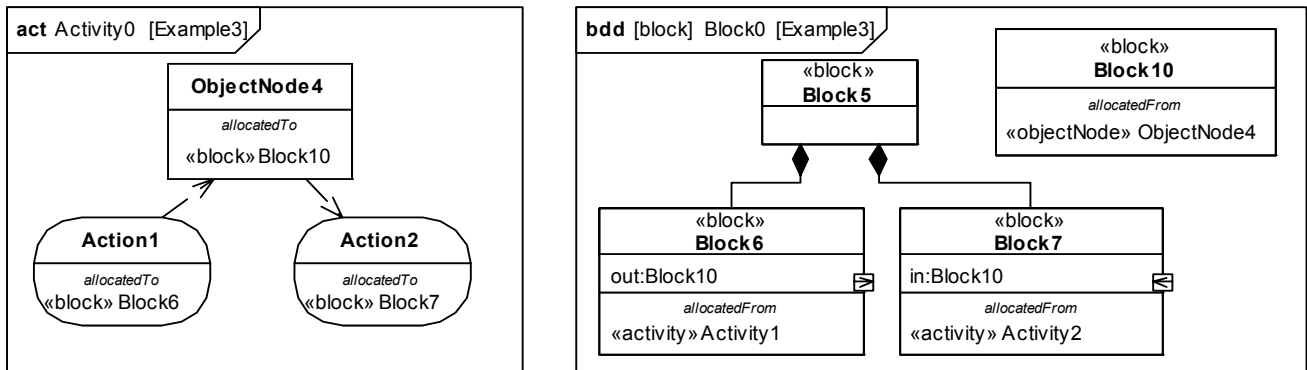 act Activity0 [Example3]
ObjectNode4
allocatedTo
«block» Block10
Action1
allocatedTo
«block» Block6
Action2
allocatedTo
«block» Block7
bdd [block] Block0 [Example3]
«block»
Block5
«block»
Block10
allocatedFrom
«objectNode» ObjectNode4
«block»
Block6
out:Block10
allocatedFrom
«activity» Activity1
«block»
Block7
in:Block10
allocatedFrom
«activity» Activity2